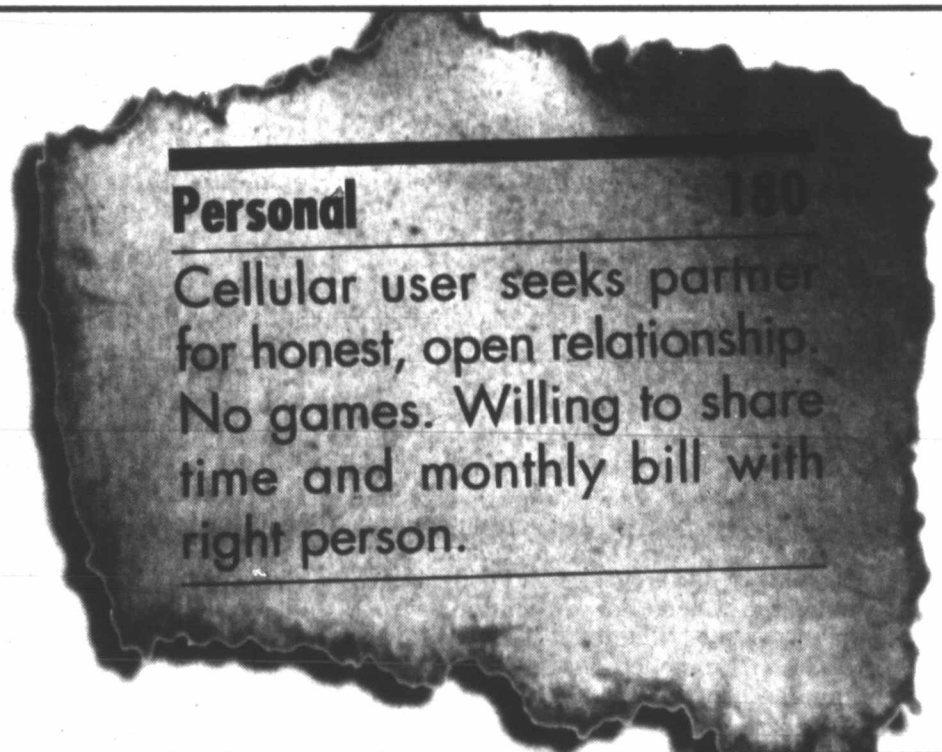 Personal 180
Cellular user seeks partner
for honest, open relationship.
No games. Willing to share
time and monthly bill with
right person.